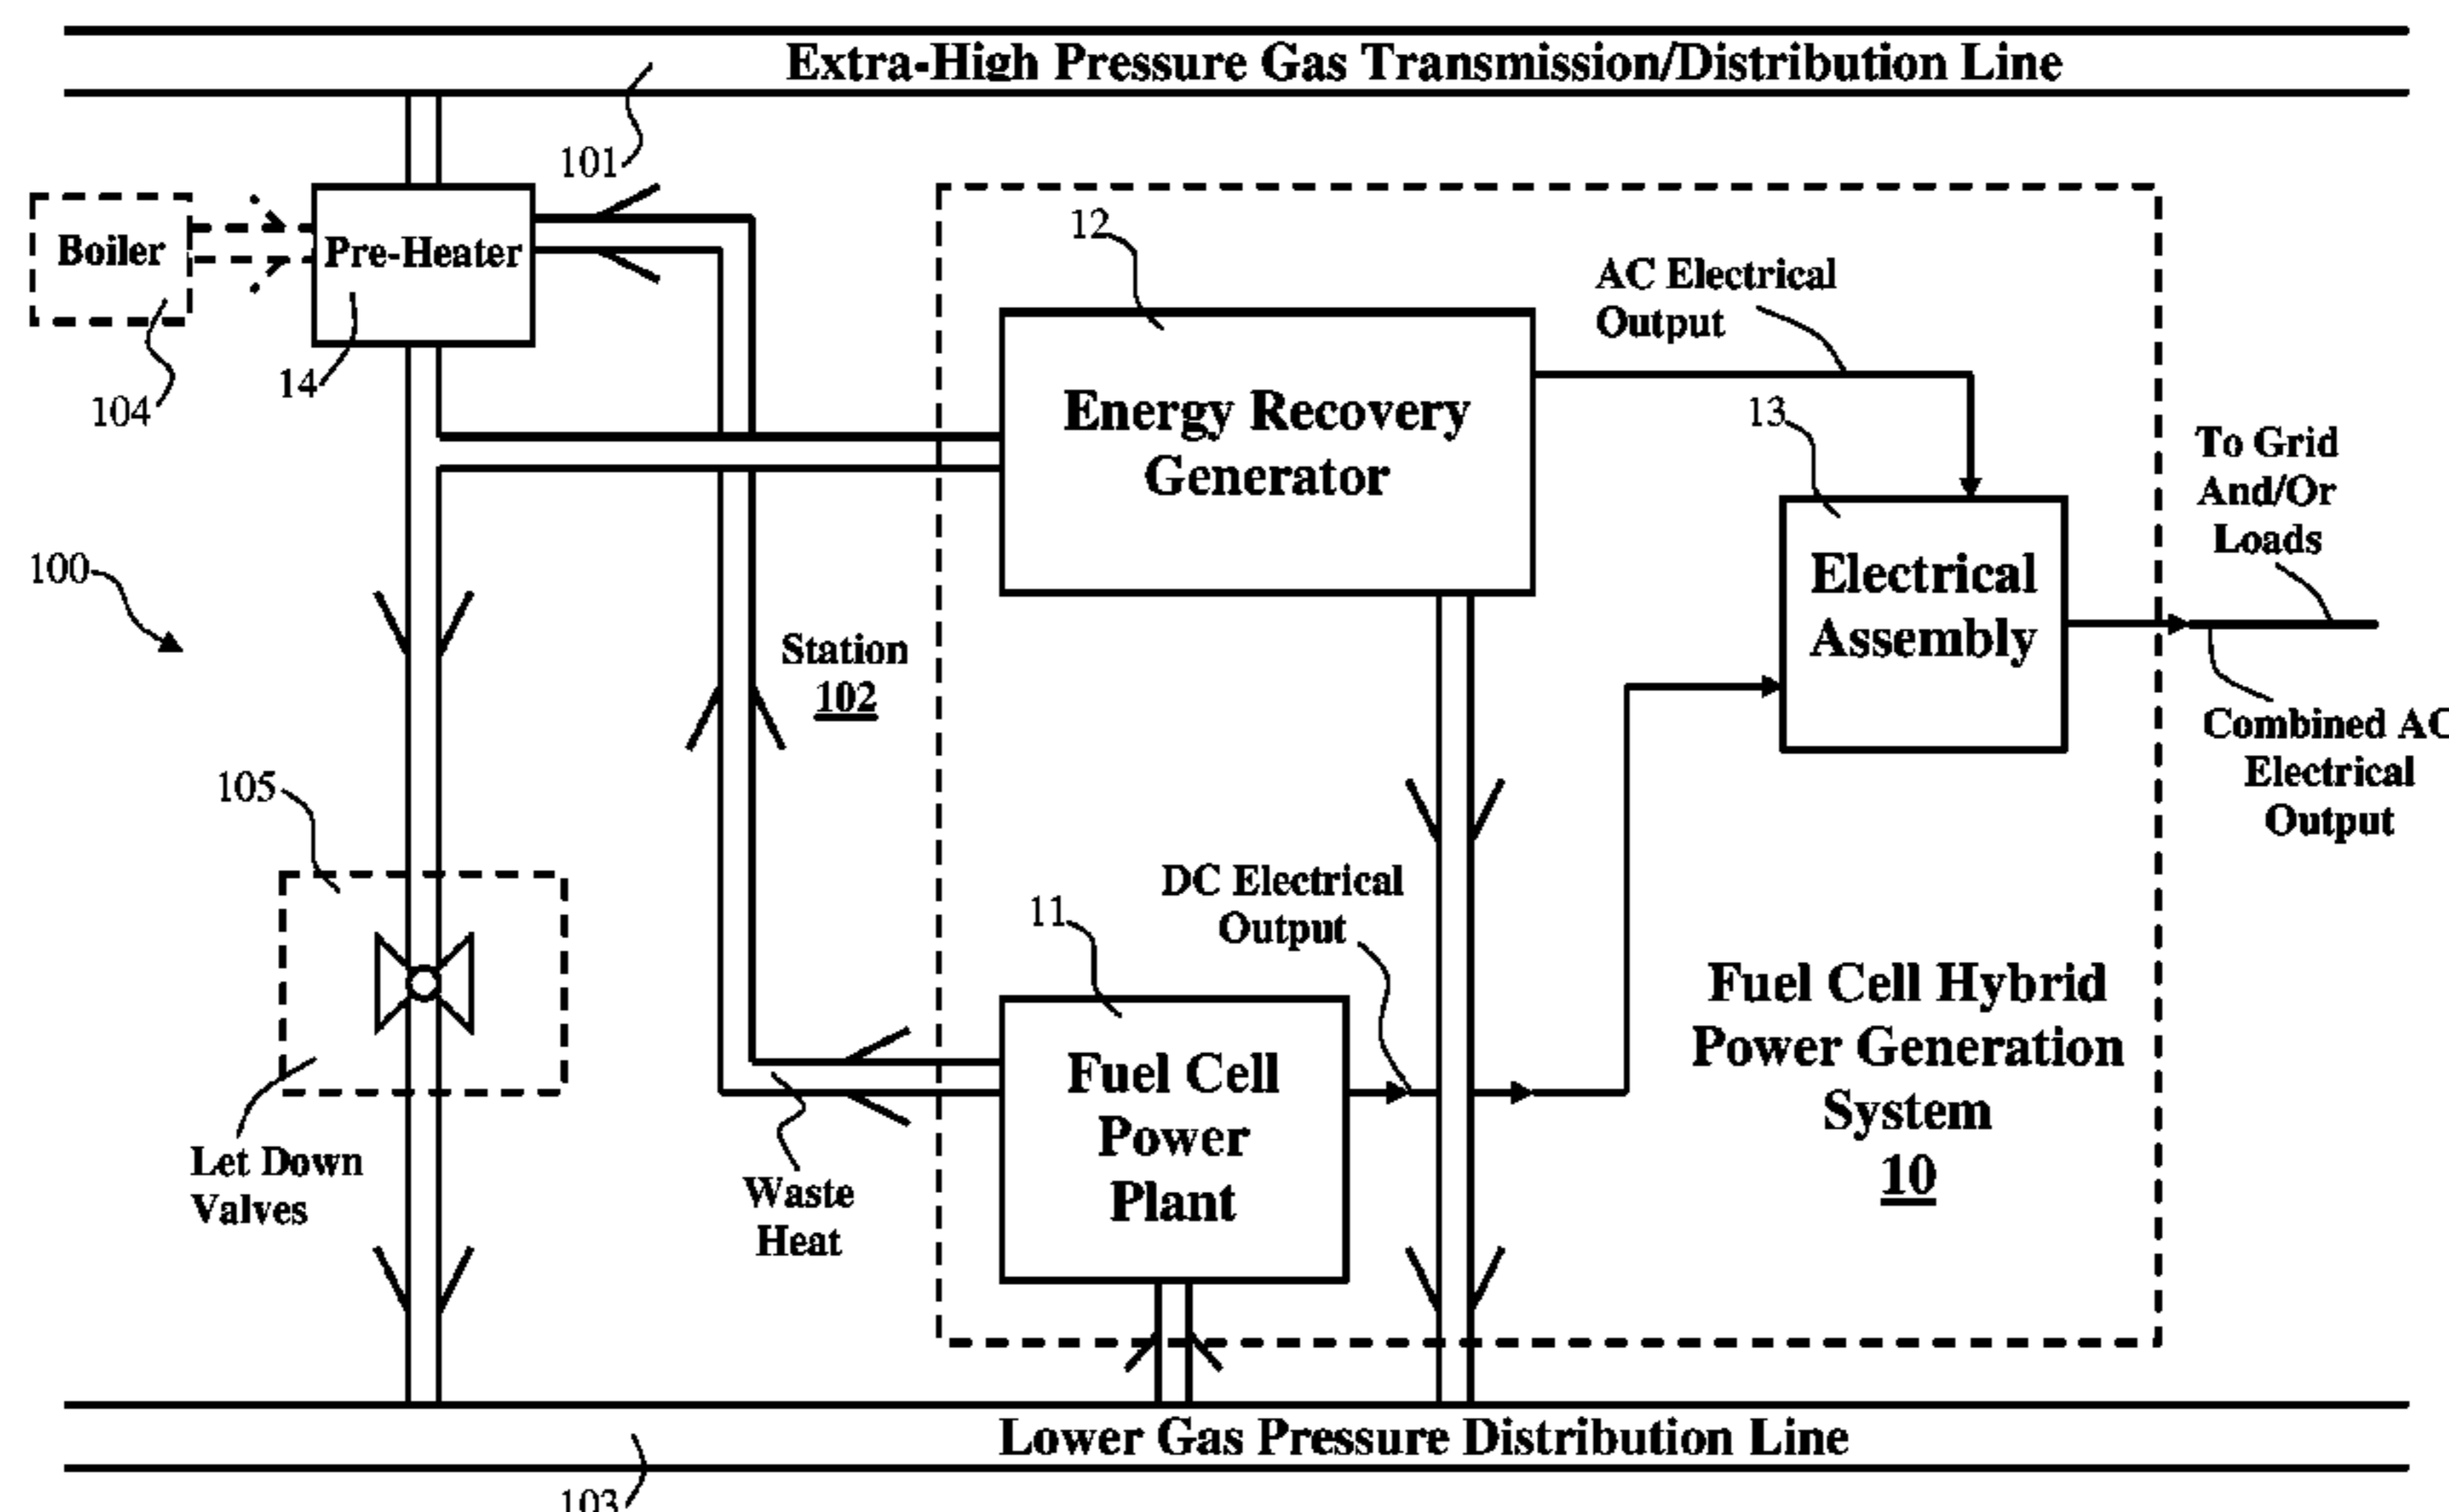 Extra-High Pressure Gas Transmission/Distribution Line
101
Boiler
Pre-Heater
104
14
12
AC Electrical
Output
Energy Recovery
Generator
13
To Grid
And/Or
Loads
100
Electrical
Assembly
Station
102
Combined AC
Electrical
Output
105
DC Electrical
Output
11
Fuel Cell Hybrid
Power Generation
System
10
Fuel Cell
Power
Plant
Let Down
Valves
Waste
Heat
Lower Gas Pressure Distribution Line
103